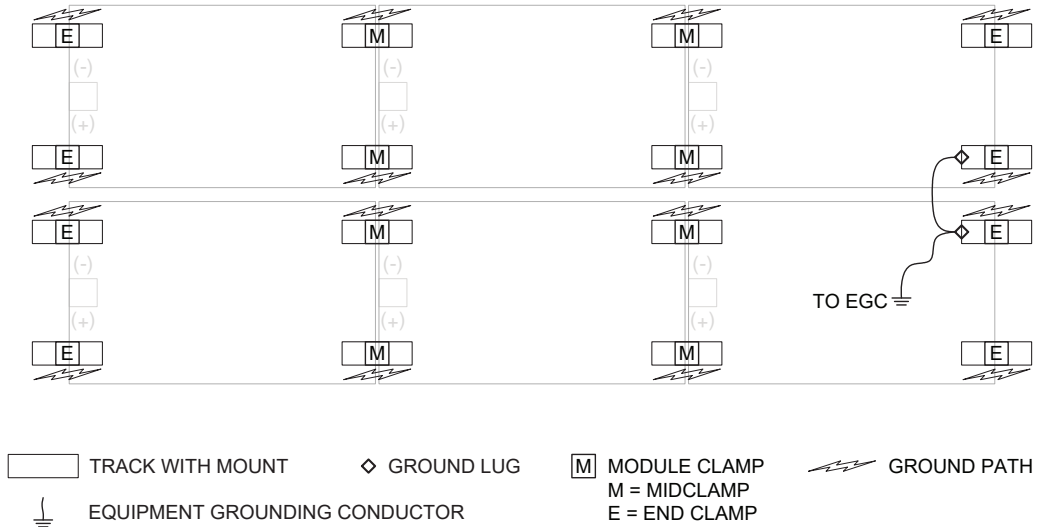 E M M E
(-) (-) (-)
(+) (+) (+)
E M M E
E M M E
(-) (-) (-)
(+) (+) (+)
TO EGC
E M M E
TRACK WITH MOUNT GROUND LUG M MODULE CLAMP GROUND PATH
M = MIDCLAMP
EQUIPMENT GROUNDING CONDUCTOR E = END CLAMP